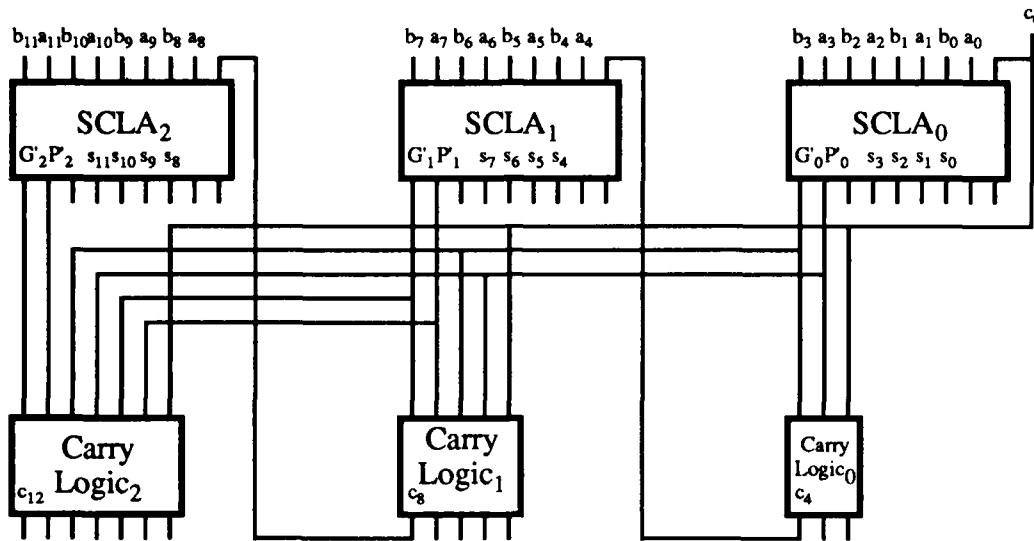 c
b₁₁ a₁₁ b₁₀ a₁₀ b₉ a₉ b₈ a₈
b₇ a₇ b₆ a₆ b₅ a₅ b₄ a₄
b₃ a₃ b₂ a₂ b₁ a₁ b₀ a₀
SCLA₂
SCLA₁
SCLA₀
G'₂ P'₂ s₁₁ s₁₀ s₉ s₈
G'₁ P'₁ s₇ s₆ s₅ s₄
G'₀ P'₀ s₃ s₂ s₁ s₀
Carry
Logic₂
c₁₂
Carry
Logic₁
c₈
Carry
Logic₀
c₄